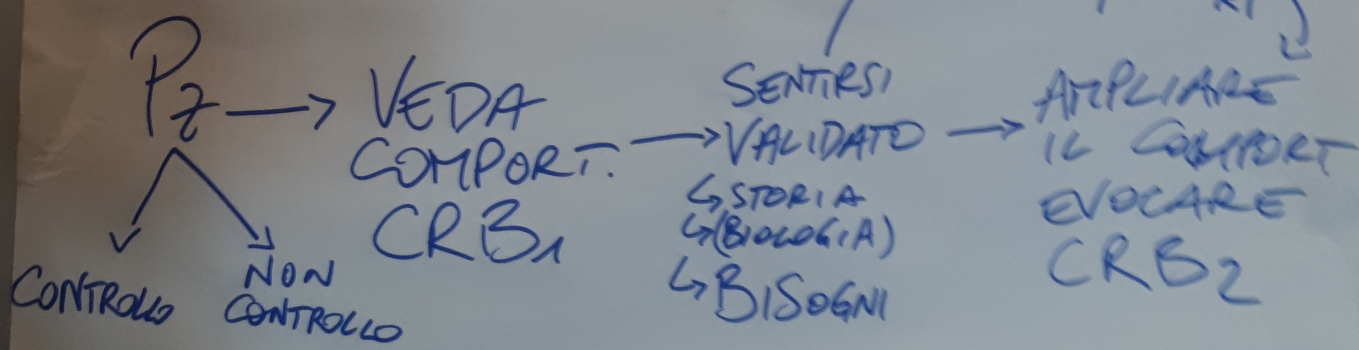 Pz → VEDA
COMPORT. →
CRB1
CONTROLLO
NON
CONTROLLO
SENTIRSI
VALIDATO →
↳ STORIA
↳ (BIOLOGIA)
↳ BISOGNI
AMPLIARE
IL COMPORT
EVOCARE
CRB2